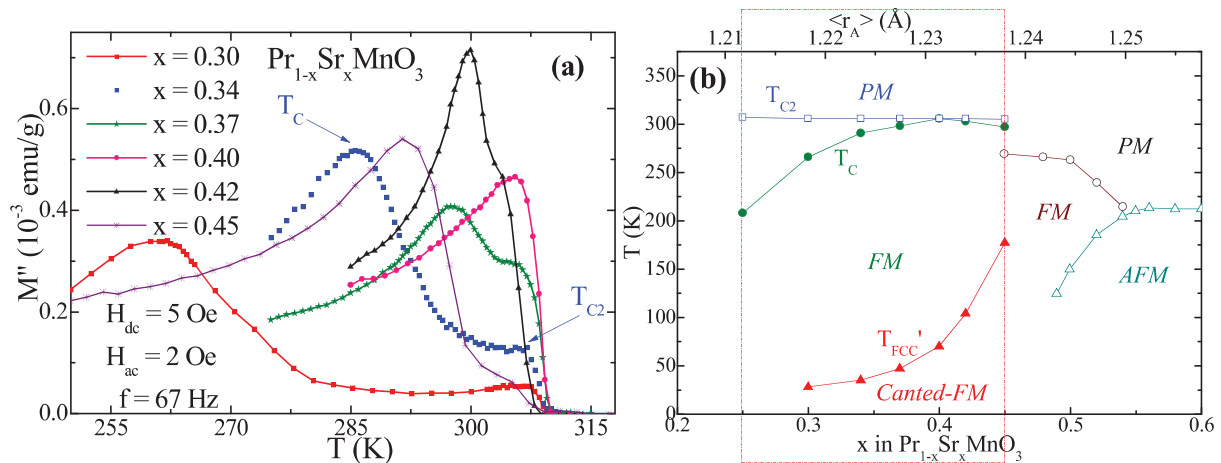 (a)
Pr1-xSrxMnO3
x = 0.30
x = 0.34
x = 0.37
x = 0.40
x = 0.42
x = 0.45
TC
TC2
Hdc = 5 Oe
Hac = 2 Oe
f = 67 Hz
M'' (10-3 emu/g)
0.0
0.2
0.4
0.6
255
270
285
300
315
T (K)
<rA> (Å)
1.21
1.22
1.23
1.24
1.25
(b)
T (K)
375
350
300
250
200
150
100
50
0
TC2
PM
TC
PM
FM
FM
AFM
TFCC'
Canted-FM
0.2
0.3
0.4
0.5
0.6
x in Pr1-xSrxMnO3